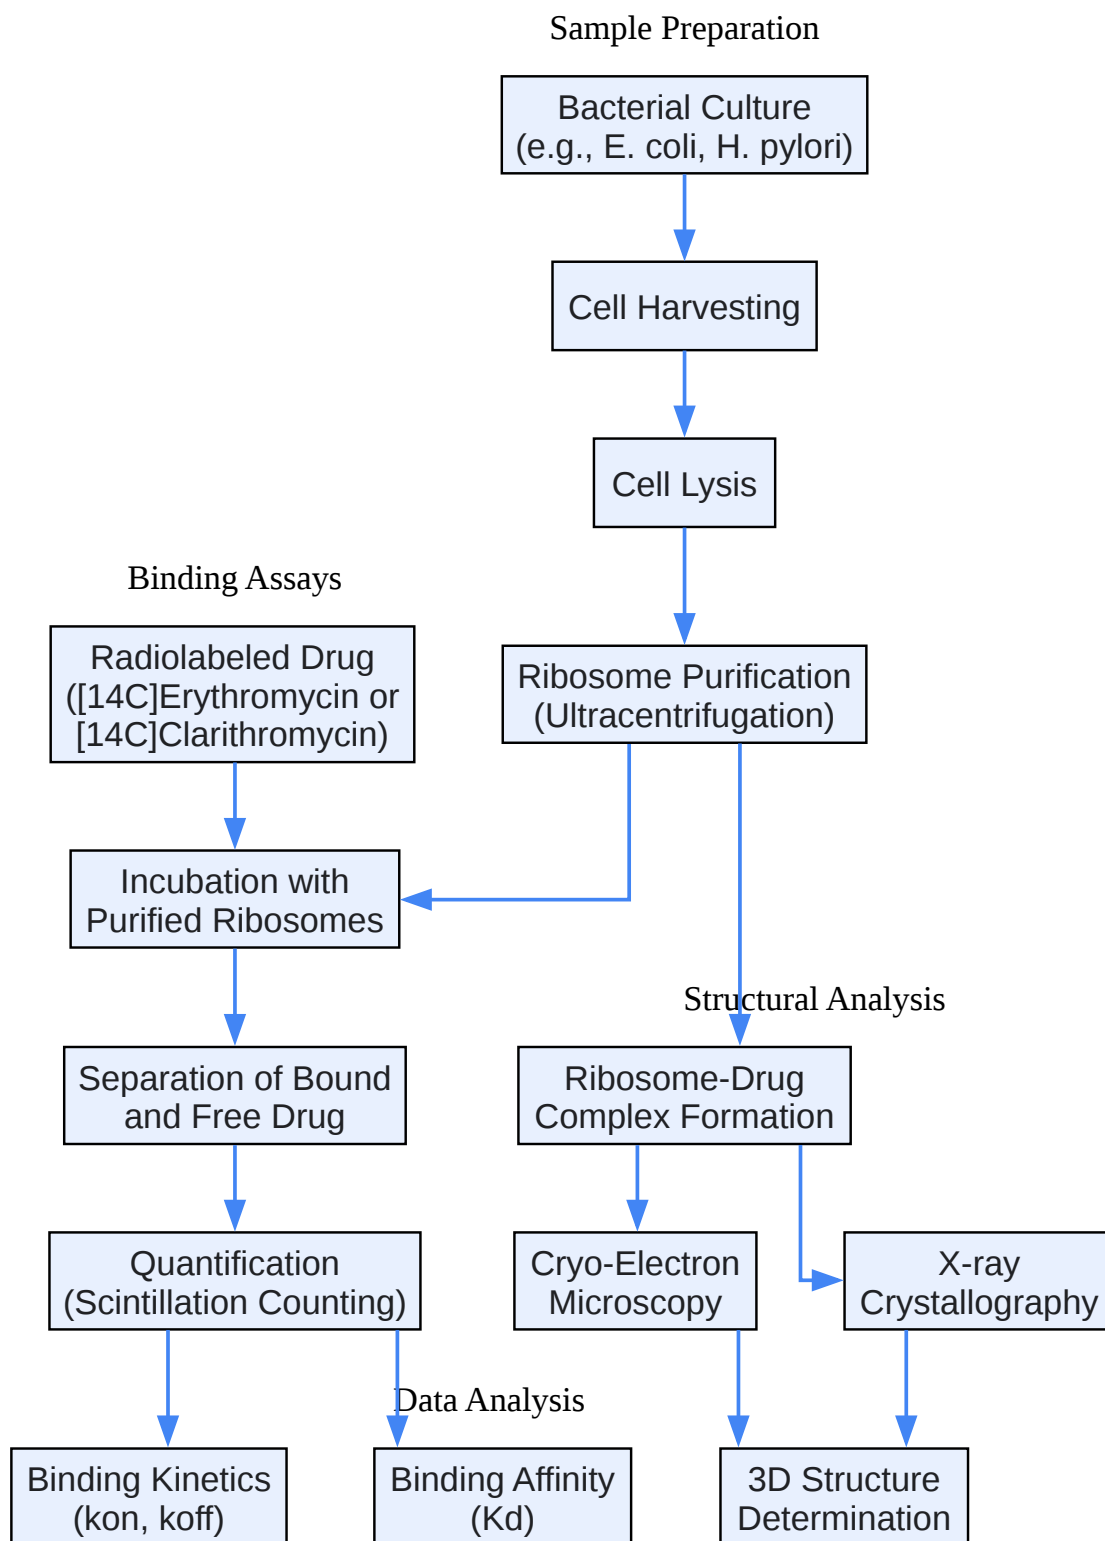 Sample Preparation
Bacterial Culture
(e.g., E. coli, H. pylori)
Cell Harvesting
Cell Lysis
Binding Assays
Radiolabeled Drug
([14C]Erythromycin or
[14C]Clarithromycin)
Ribosome Purification
(Ultracentrifugation)
Incubation with
Purified Ribosomes
Structural Analysis
Separation of Bound
and Free Drug
Ribosome-Drug
Complex Formation
Quantification
(Scintillation Counting)
Cryo-Electron
Microscopy
X-ray
Crystallography
Data Analysis
Binding Kinetics
(kon, koff)
Binding Affinity
(Kd)
3D Structure
Determination